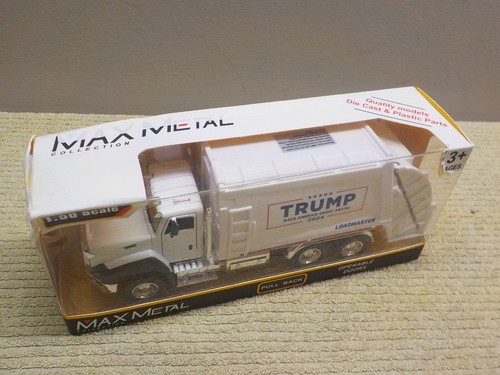 MAX METAL
COLLECTION
Quality models
Die Cast & Plastic Parts
3+
AGES
1:50 Scale
TRUMP
MAKE AMERICA GREAT AGAIN!
2024
LOADMASTER
PULL BACK
OPENABLE
DOORS
MAX METAL